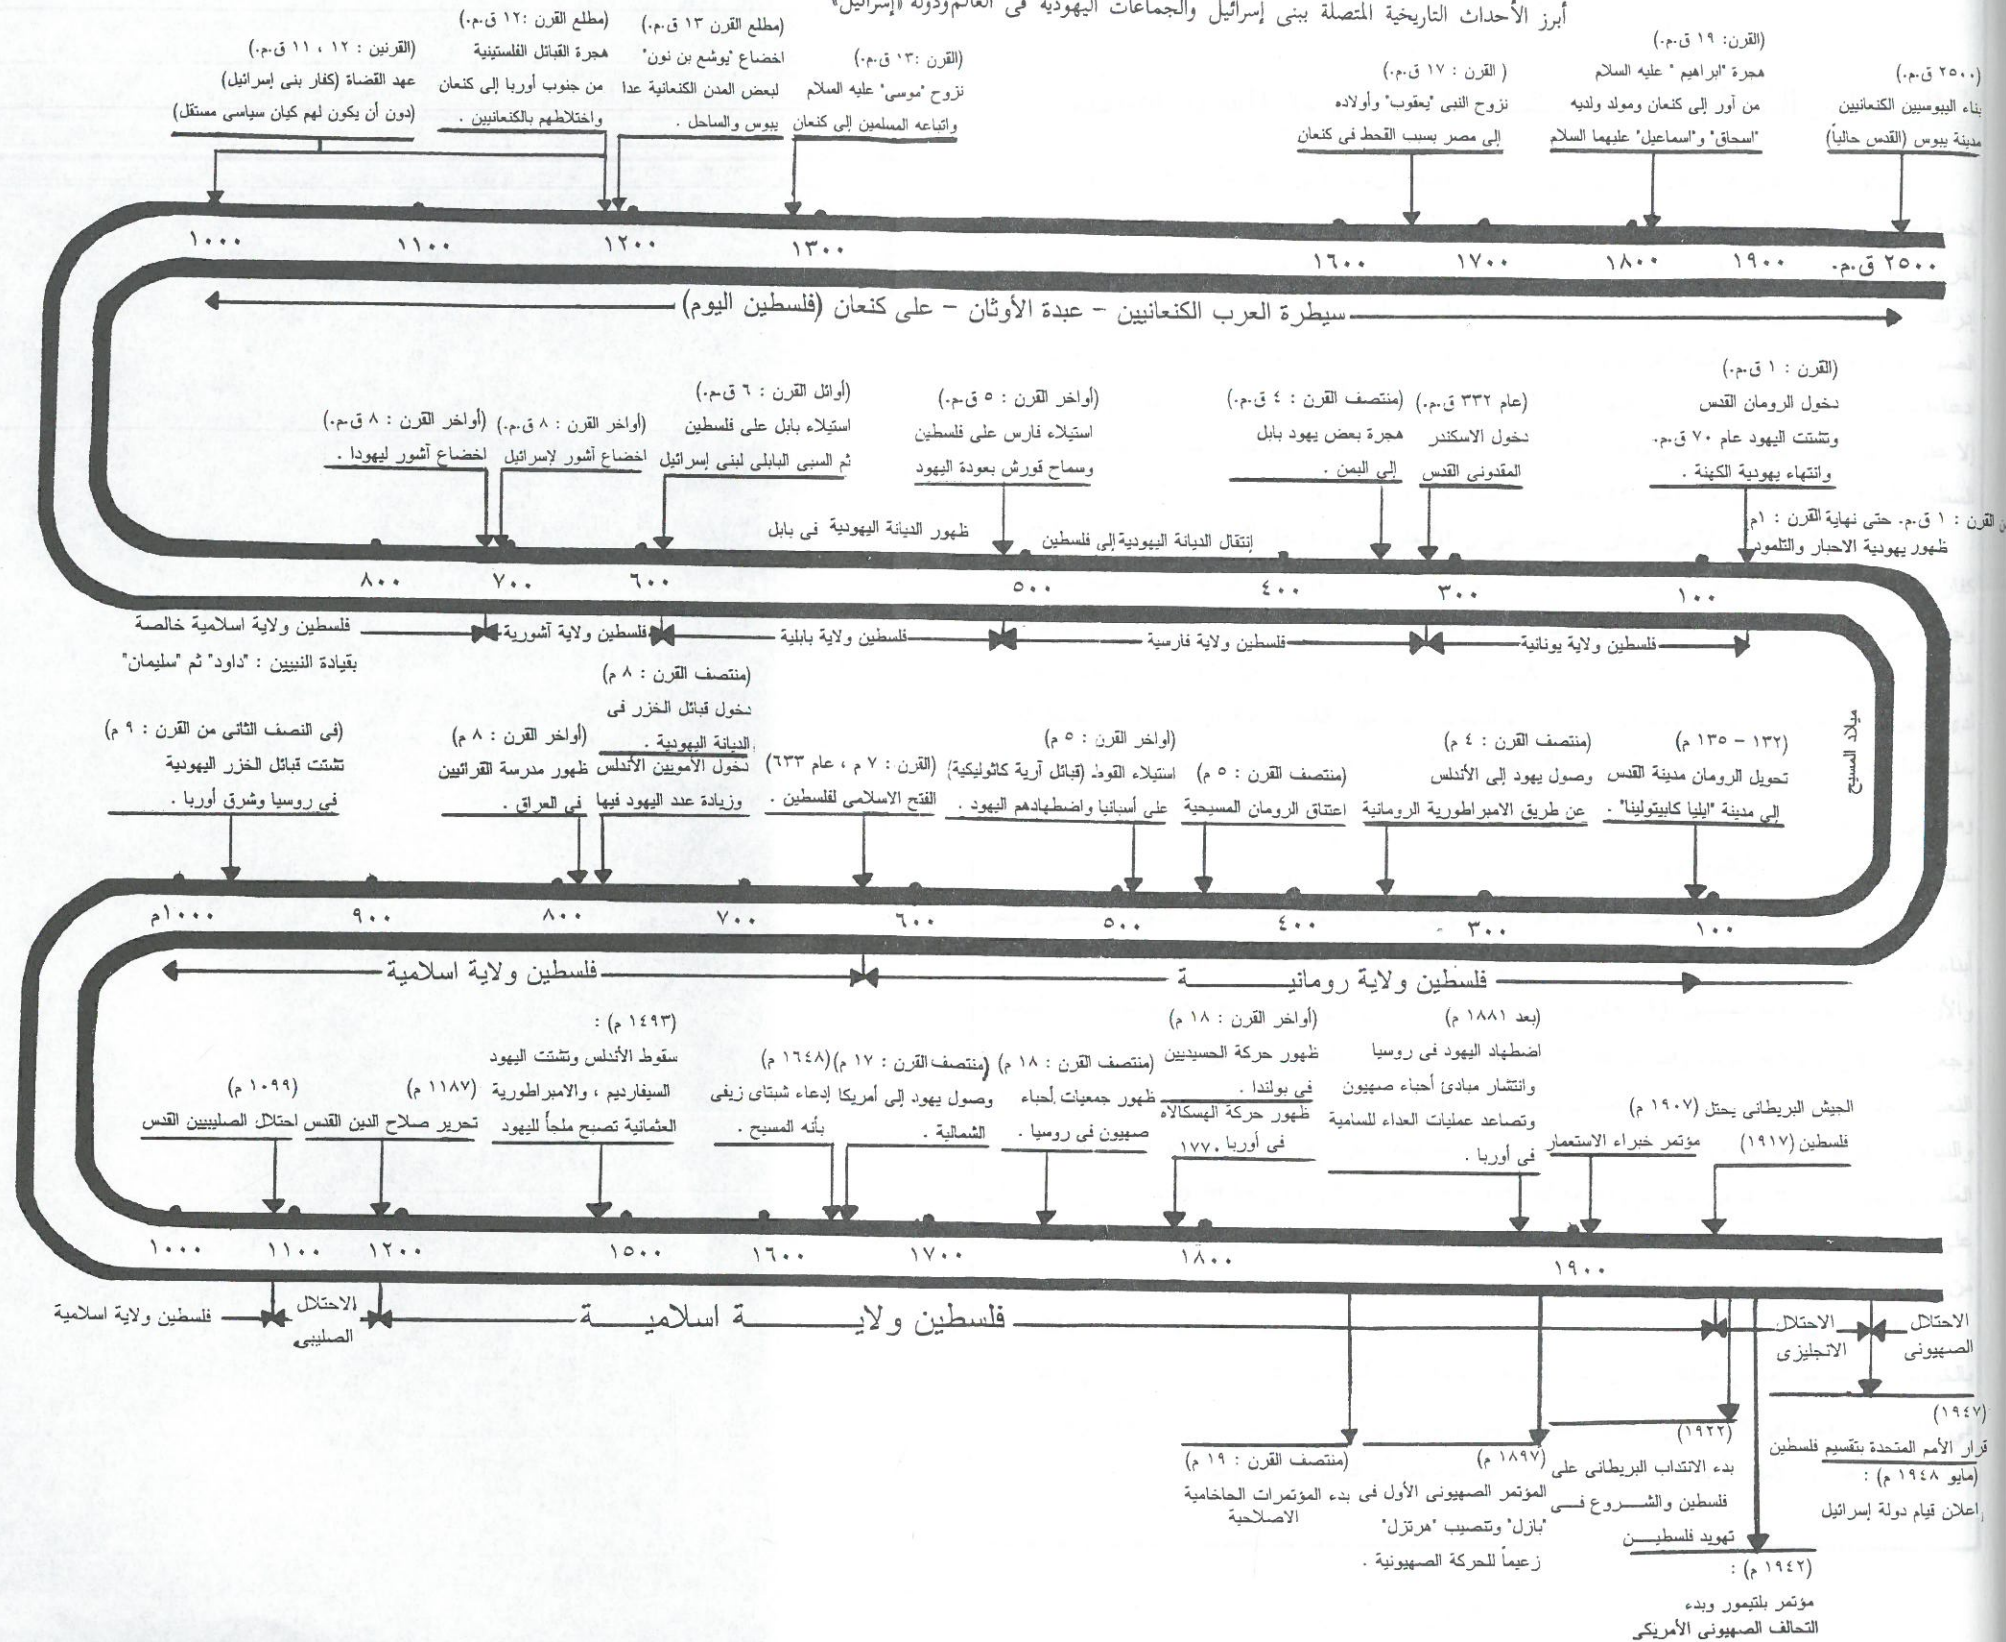 أبرز الأحداث التاريخية المتصلة ببنى إسرائيل والجماعات اليهودية فى العالم ودولة «إسرائيل»
(٢٥٠٠ ق.م.)
بناء اليبوسيين الكنعانيين
مدينة يبوس (القدس حالياً)
(القرن: ١٩ ق.م.)
هجرة "ابراهيم" عليه السلام
من آور إلى كنعان ومولد ولديه
"اسحاق" و"اسماعيل" عليهما السلام
(القرن : ١٧ ق.م.)
نزوح النبى "يعقوب" وأولاده
إلى مصر بسبب القحط فى كنعان
(القرن :١٣ ق.م.)
نزوح "موسى" عليه السلام
واتباعه المسلمين إلى كنعان
(مطلع القرن ١٣ ق.م.)
اخضاع "يوشع بن نون"
لبعض المدن الكنعانية عدا
يبوس والساحل .
(مطلع القرن :١٢ ق.م.)
هجرة القبائل الفلستينية
من جنوب أوربا إلى كنعان
واختلاطهم بالكنعانيين .
(القرنين : ١٢ ، ١١ ق.م.)
عهد القضاة (كفار بنى إسرائيل)
(دون أن يكون لهم كيان سياسى مستقل)
٢٥٠٠ ق.م. ١٩٠٠ ١٨٠٠ ١٧٠٠ ١٦٠٠ ١٣٠٠ ١٢٠٠ ١١٠٠ ١٠٠٠
سيطرة العرب الكنعانيين - عبدة الأوثان - على كنعان (فلسطين اليوم)
(القرن : ١ ق.م.)
دخول الرومان القدس
وتشتت اليهود عام ٧٠ ق.م.
وانتهاء يهودية الكهنة .
القرن : ١ ق.م. حتى نهاية القرن : ١م
ظهور يهودية الاحبار والتلمود
(عام ٣٣٢ ق.م.)
دخول الاسكندر
المقدونى القدس
(منتصف القرن : ٤ ق.م.)
هجرة بعض يهود بابل
إلى اليمن .
(أواخر القرن : ٥ ق.م.)
استيلاء فارس على فلسطين
وسماح قورش بعودة اليهود
(أوائل القرن : ٦ ق.م.)
استيلاء بابل على فلسطين
ثم السبى البابلى لبنى إسرائيل
(أواخر القرن : ٨ ق.م.)
اخضاع آشور لإسرائيل
(أواخر القرن : ٨ ق.م.)
اخضاع آشور ليهودا .
إنتقال الديانة اليهودية إلى فلسطين
ظهور الديانة اليهودية فى بابل
١٠٠ ٣٠٠ ٤٠٠ ٥٠٠ ٦٠٠ ٧٠٠ ٨٠٠
فلسطين ولاية يونانية
فلسطين ولاية فارسية
فلسطين ولاية بابلية
فلسطين ولاية آشورية
فلسطين ولاية اسلامية خالصة
بقيادة النبيين : "داود" ثم "سليمان"
ميلاد المسيح
(١٣٢ - ١٣٥ م)
تحويل الرومان مدينة القدس
إلى مدينة "ايليا كابيتولينا" .
(منتصف القرن : ٤ م)
وصول يهود إلى الأندلس
عن طريق الامبراطورية الرومانية
(منتصف القرن : ٥ م)
اعتناق الرومان المسيحية
(أواخر القرن : ٥ م)
استيلاء القوط (قبائل آرية كاثوليكية)
على أسبانيا واضطهادهم اليهود .
(القرن : ٧ م ، عام ٦٣٣)
الفتح الاسلامى لفلسطين .
(منتصف القرن : ٨ م)
دخول قبائل الخزر فى
الديانة اليهودية .
دخول الأمويين الأندلس
وزيادة عدد اليهود فيها
(أواخر القرن : ٨ م)
ظهور مدرسة القرائيين
فى العراق .
(فى النصف الثانى من القرن : ٩ م)
تشتت قبائل الخزر اليهودية
فى روسيا وشرق أوربا .
١٠٠ ٣٠٠ ٤٠٠ ٥٠٠ ٦٠٠ ٧٠٠ ٨٠٠ ٩٠٠ ١٠٠٠م
فلسطين ولاية رومانيـــــــة
فلسطين ولاية اسلامية
الجيش البريطانى يحتل
فلسطين (١٩١٧)
(١٩٠٧ م)
مؤتمر خبراء الاستعمار
(بعد ١٨٨١ م)
اضطهاد اليهود فى روسيا
وانتشار مبادئ أحباء صهيون
وتصاعد عمليات العداء للسامية
فى أوربا .
(أواخر القرن : ١٨ م)
ظهور حركة الحسيديين
فى بولندا .
ظهور حركة الهسكالاه
فى أوربا ١٧٧٠
(منتصف القرن : ١٨ م)
ظهور جمعيات أحباء
صهيون فى روسيا .
(منتصف القرن : ١٧ م)
وصول يهود إلى أمريكا
الشمالية .
(١٦٤٨ م)
إدعاء شبتاى زيفى
بأنه المسيح .
(١٤٩٣ م) :
سقوط الأندلس وتشتت اليهود
السيفارديم ، والامبراطورية
العثمانية تصبح ملجأ لليهود
(١١٨٧ م)
تحرير صلاح الدين القدس
(١٠٩٩ م)
احتلال الصليبيين القدس
١٠٠٠ ١١٠٠ ١٢٠٠ ١٥٠٠ ١٦٠٠ ١٧٠٠ ١٨٠٠ ١٩٠٠
فلسطين ولاية اسلامية
الاحتلال
الصليبى
فلسطين ولايـــــــة اسلاميـــــة
الاحتلال
الانجليزى
الاحتلال
الصهيونى
(١٩٤٧)
قرار الأمم المتحدة بتقسيم فلسطين
(مايو ١٩٤٨ م) :
اعلان قيام دولة إسرائيل
(١٩٢٢)
بدء الانتداب البريطانى على
فلسطين والشـــروع فـــى
تهويد فلسطيـــن
(١٨٩٧ م)
المؤتمر الصهيونى الأول فى
"بازل" وتنصيب "هرتزل"
زعيماً للحركة الصهيونية .
(منتصف القرن : ١٩ م)
بدء المؤتمرات الحاخامية
الاصلاحية
(١٩٤٢ م) :
مؤتمر بلتيمور وبدء
التحالف الصهيونى الأمريكى